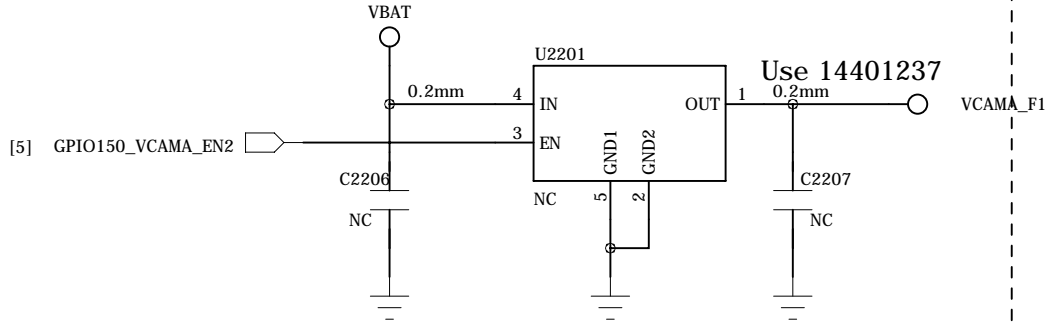 VBAT
U2201
Use 14401237
0.2mm 4 IN OUT 1 0.2mm VCAMA_F1
[5] GPIO150_VCAMA_EN2 3 EN
GND1 GND2
C2206 C2207
NC NC 5 2 NC